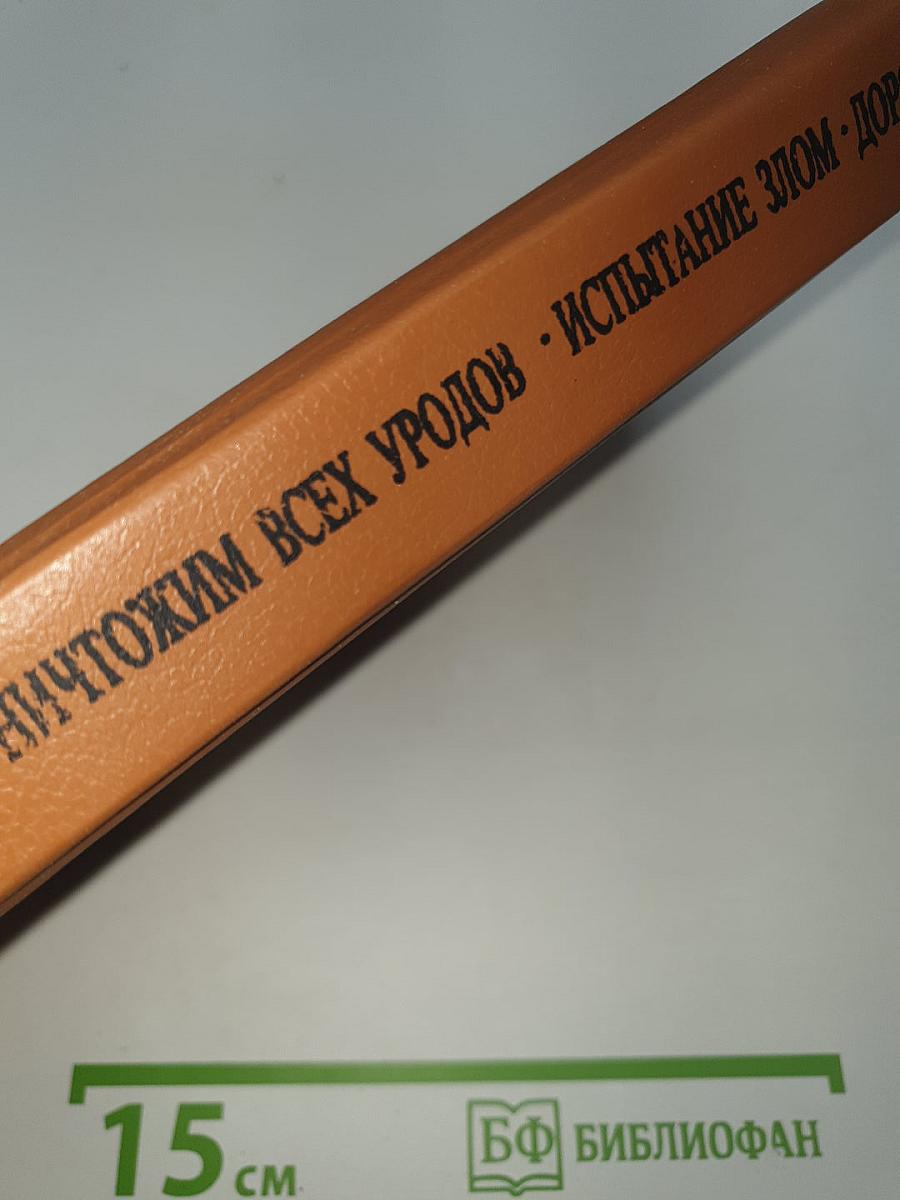 НИЧТОЖИМ ВСЕХ УРОДОВ · ИСПЫТАНИЕ ЗЛОМ · ДОР
15 см
БФ БИБЛИОФАН